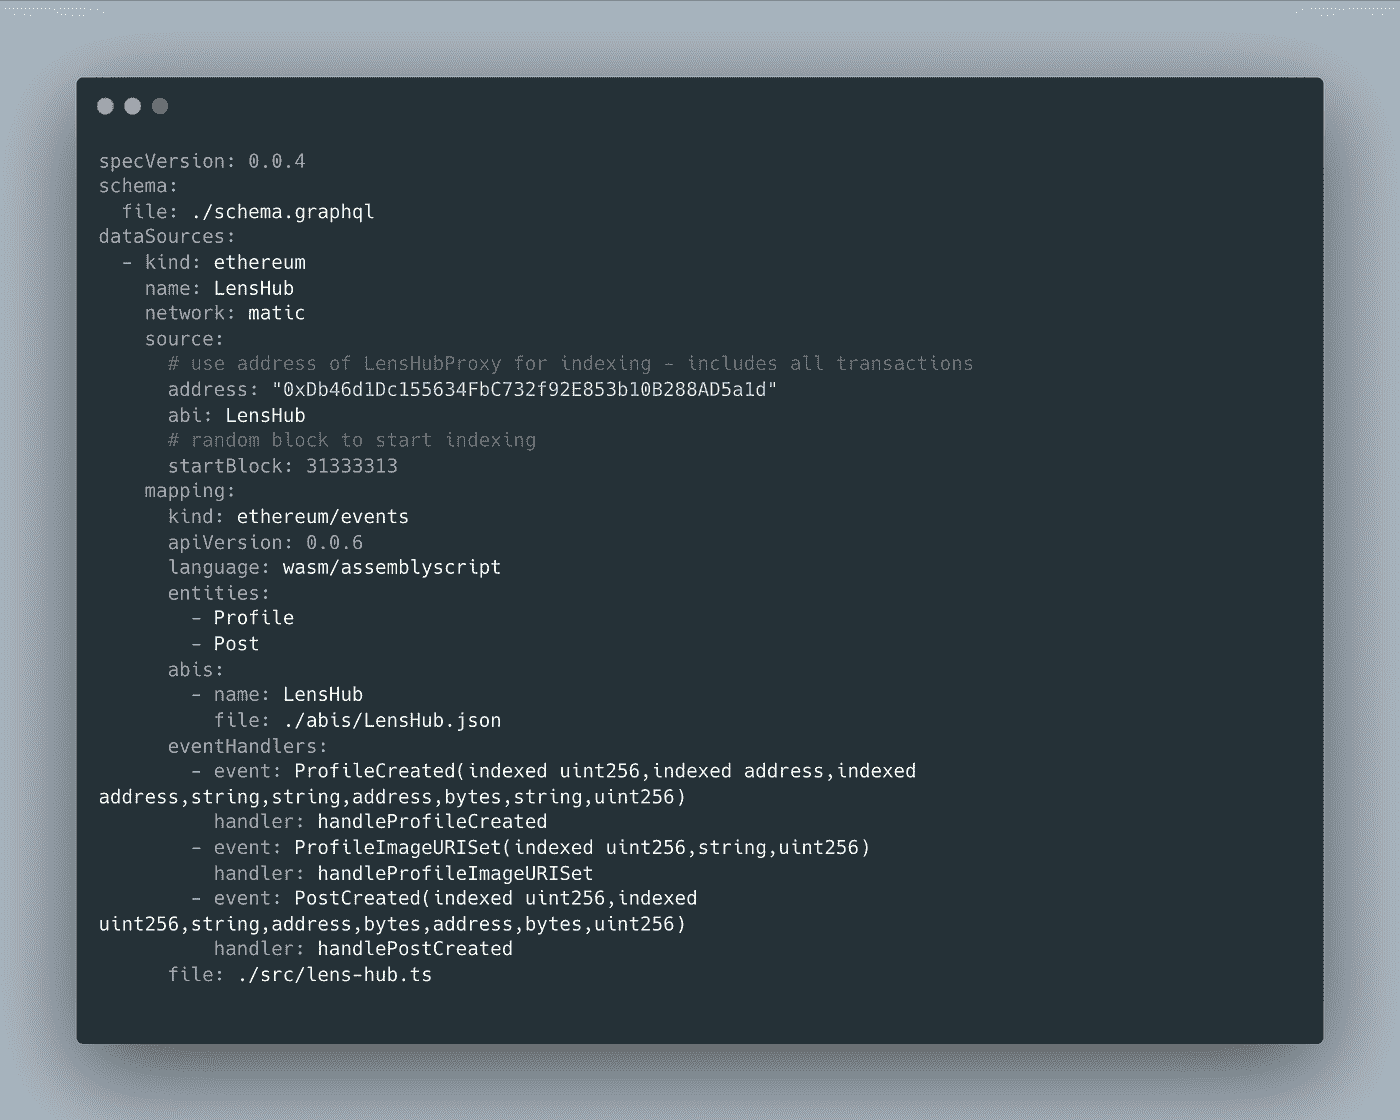 specVersion: 0.0.4
schema:
  file: ./schema.graphql
dataSources:
  - kind: ethereum
    name: LensHub
    network: matic
    source:
      # use address of LensHubProxy for indexing - includes all transactions
      address: "0xDb46d1Dc155634FbC732f92E853b10B288AD5a1d"
      abi: LensHub
      # random block to start indexing
      startBlock: 31333313
    mapping:
      kind: ethereum/events
      apiVersion: 0.0.6
      language: wasm/assemblyscript
      entities:
        - Profile
        - Post
      abis:
        - name: LensHub
          file: ./abis/LensHub.json
      eventHandlers:
        - event: ProfileCreated(indexed uint256,indexed address,indexed
address,string,string,address,bytes,string,uint256)
          handler: handleProfileCreated
        - event: ProfileImageURISet(indexed uint256,string,uint256)
          handler: handleProfileImageURISet
        - event: PostCreated(indexed uint256,indexed
uint256,string,address,bytes,address,bytes,uint256)
          handler: handlePostCreated
      file: ./src/lens-hub.ts